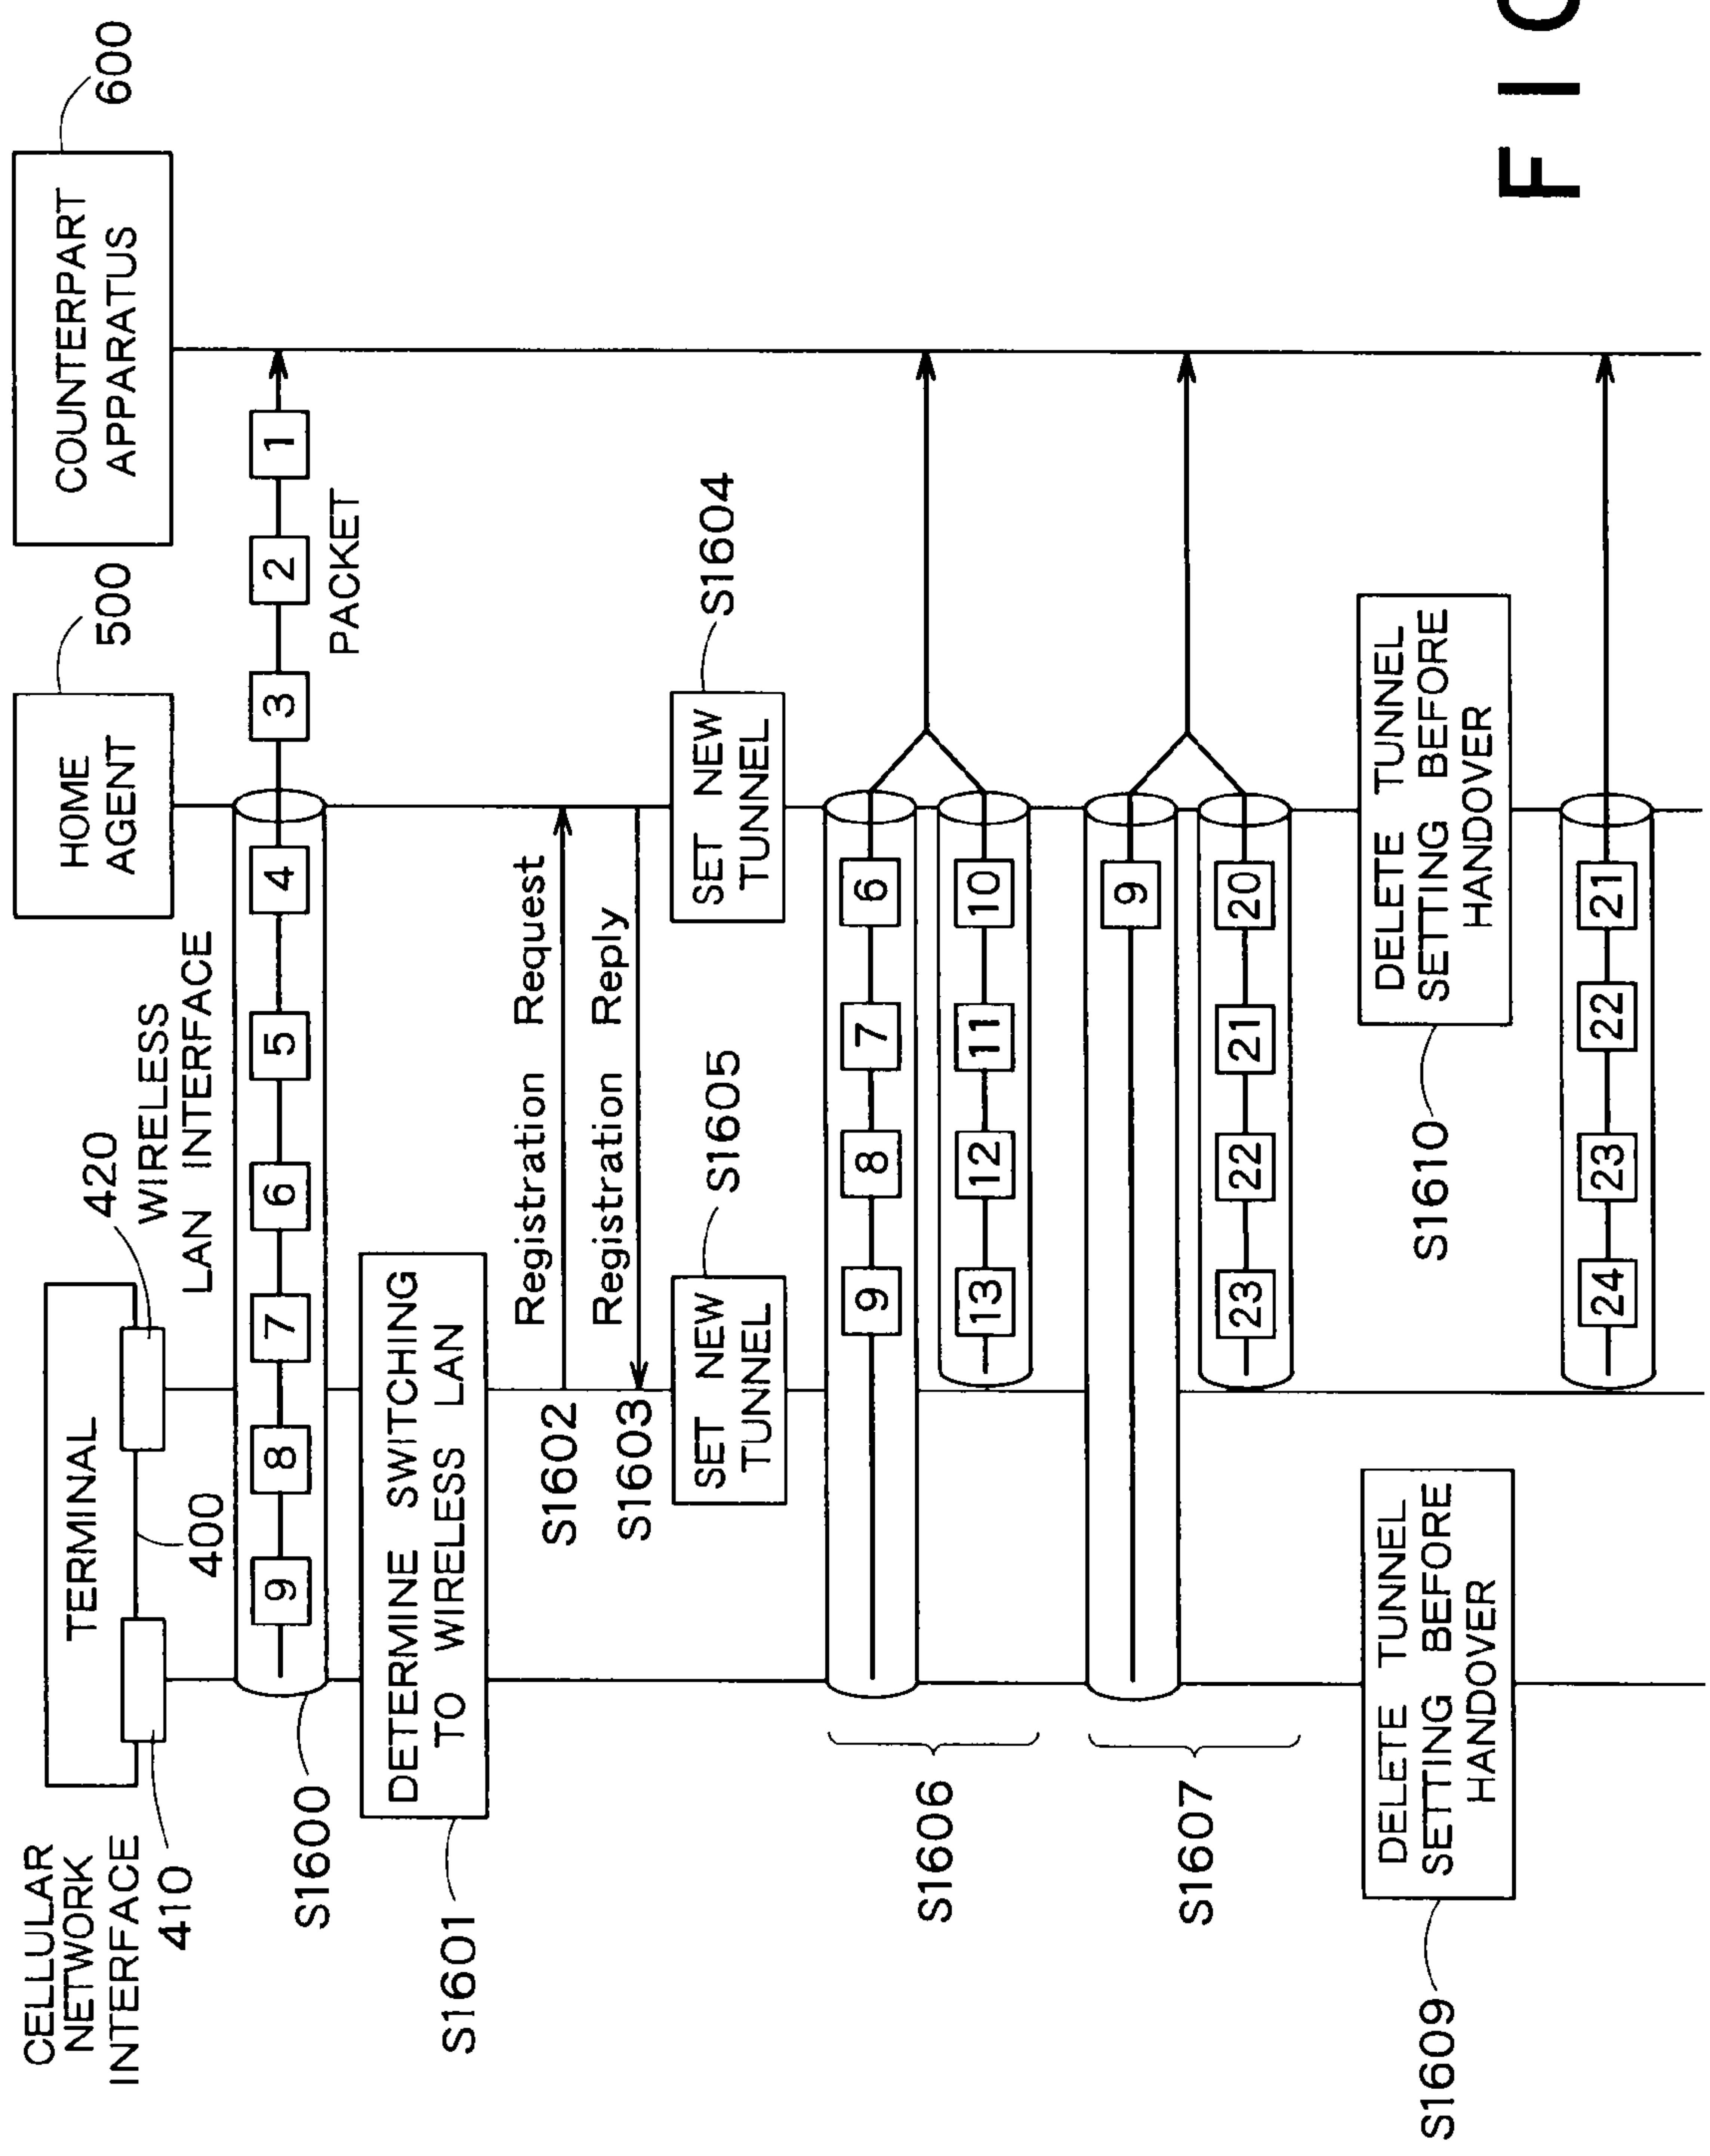 CELLULAR
NETWORK
INTERFACE
410
TERMINAL
400
420
WIRELESS
LAN INTERFACE
HOME
AGENT
500
COUNTERPART
APPARATUS
600
S1600
9 8 7 6 5 4 3 2 1
PACKET
S1601
DETERMINE SWITCHING
TO WIRELESS LAN
S1602
Registration Request
S1603
Registration Reply
SET NEW
TUNNEL
S1605
SET NEW
TUNNEL
S1604
S1606
9 8 7 6
13 12 11 10
S1607
9
23 22 21 20
S1609
DELETE TUNNEL
SETTING BEFORE
HANDOVER
S1610
DELETE TUNNEL
SETTING BEFORE
HANDOVER
24 23 22 21